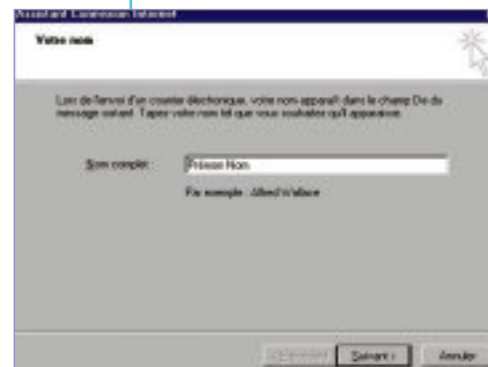 Assistant Connexion Internet
Votre nom
Lors de l'envoi d'un courrier électronique, votre nom apparaît dans le champ De du
message sortant. Tapez votre nom tel que vous souhaitez qu'il apparaisse.
Nom complet :
Prénom Nom
Par exemple : Alfred Wallace
< Précédent
Suivant >
Annuler